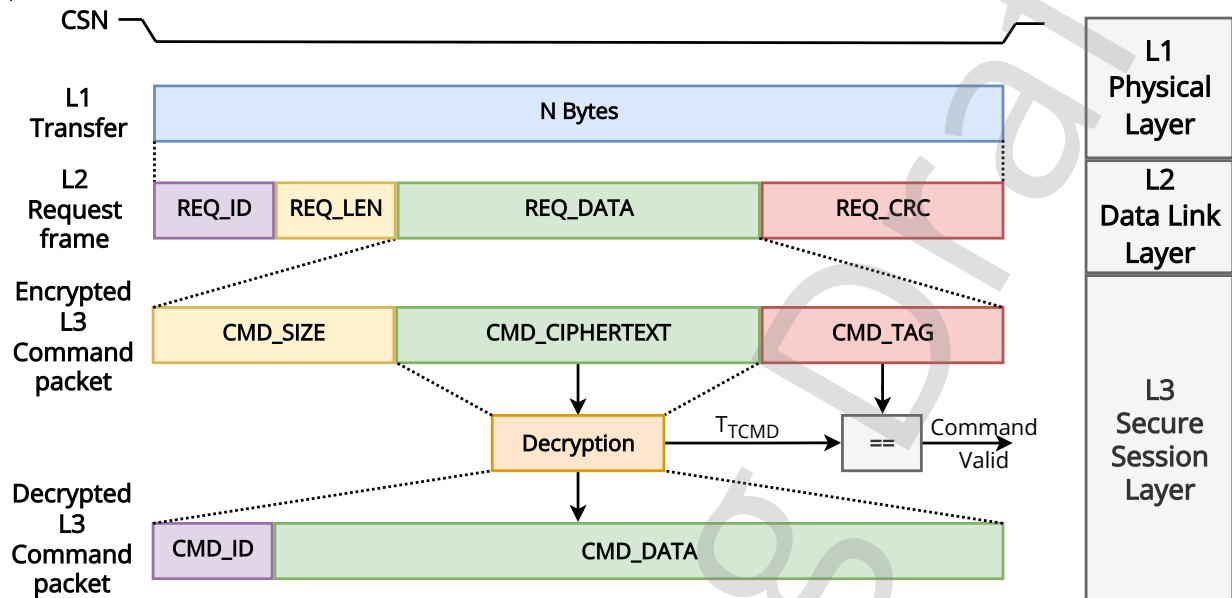 CSN
L1
Transfer
N Bytes
L1
Physical
Layer
L2
Request
frame
REQ_ID
REQ_LEN
REQ_DATA
REQ_CRC
L2
Data Link
Layer
Encrypted
L3
Command
packet
CMD_SIZE
CMD_CIPHERTEXT
CMD_TAG
Decryption
TTCMD
==
Command
Valid
L3
Secure
Session
Layer
Decrypted
L3
Command
packet
CMD_ID
CMD_DATA